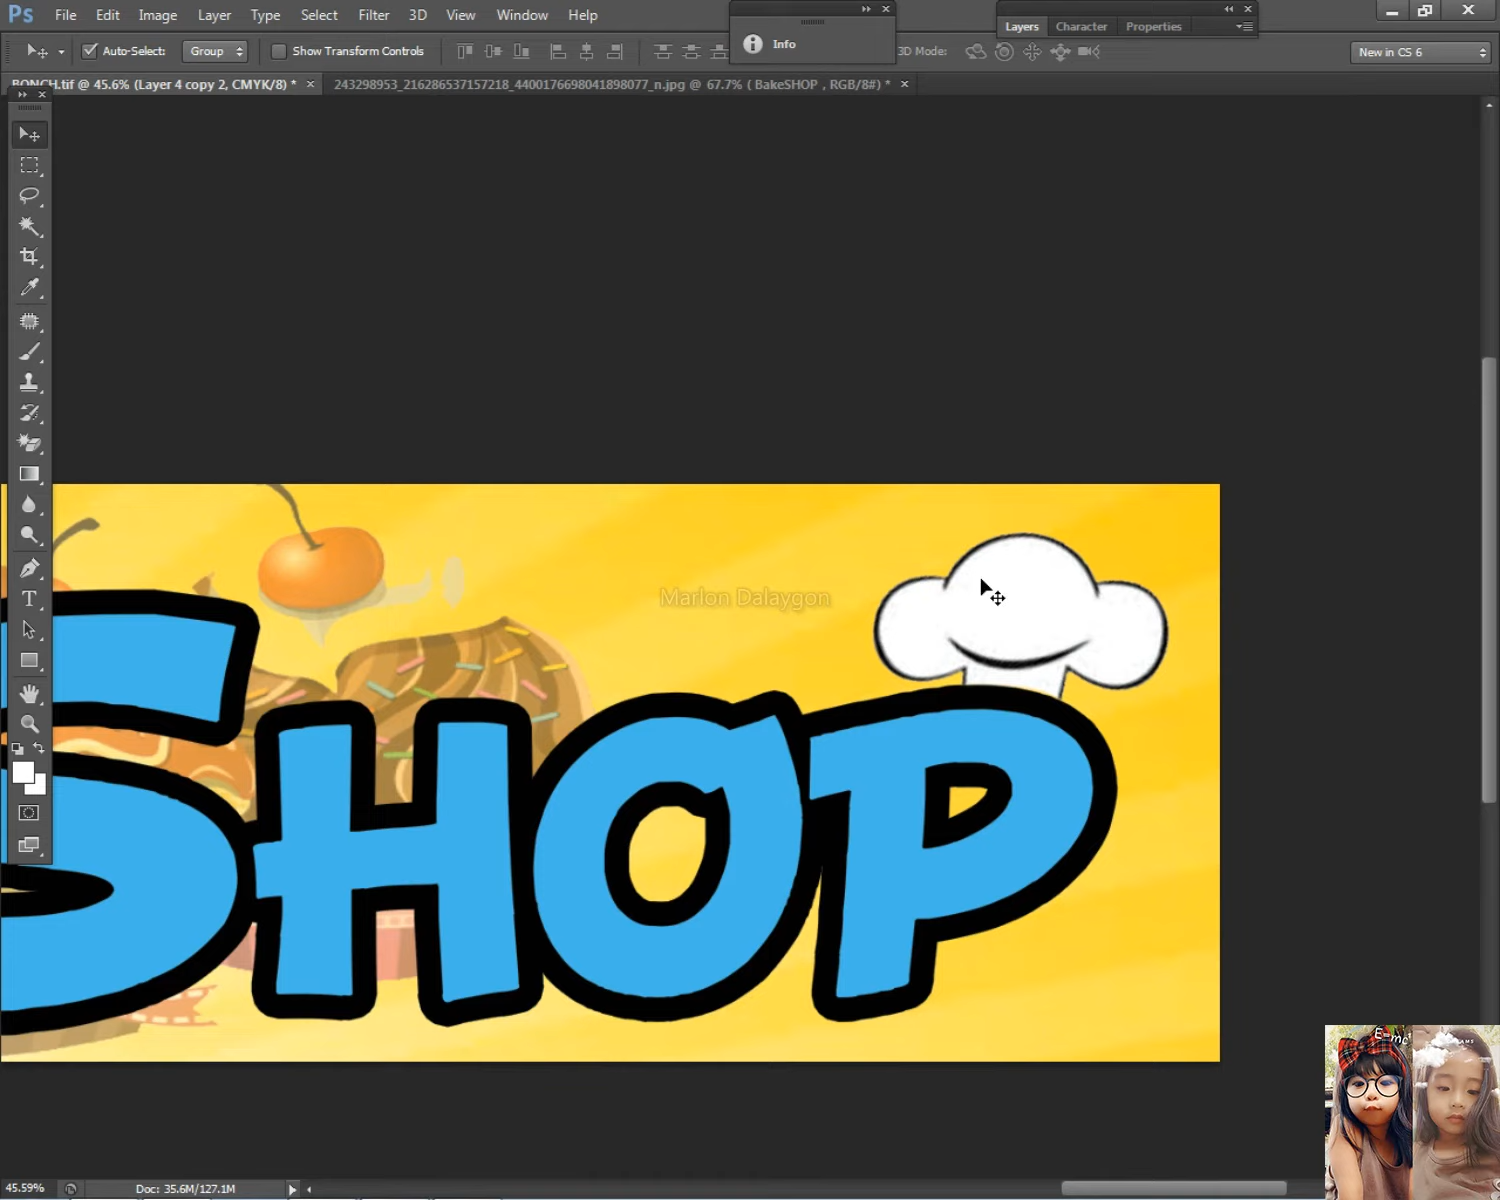 Ps File Edit Image Layer Type Select Filter 3D View Window Help
Info
Layers Character Properties
Auto-Select: Group Show Transform Controls 3D Mode: New in CS 6
BONCH.tif @ 45.6% (Layer 4 copy 2, CMYK/8) * 243298953_216286537157218_4400176698041898077_n.jpg @ 67.7% ( BakeSHOP , RGB/8#) *
Marlon Dalaygon
SHOP
T
E=mc²
45.59% Doc: 35.6M/127.1M